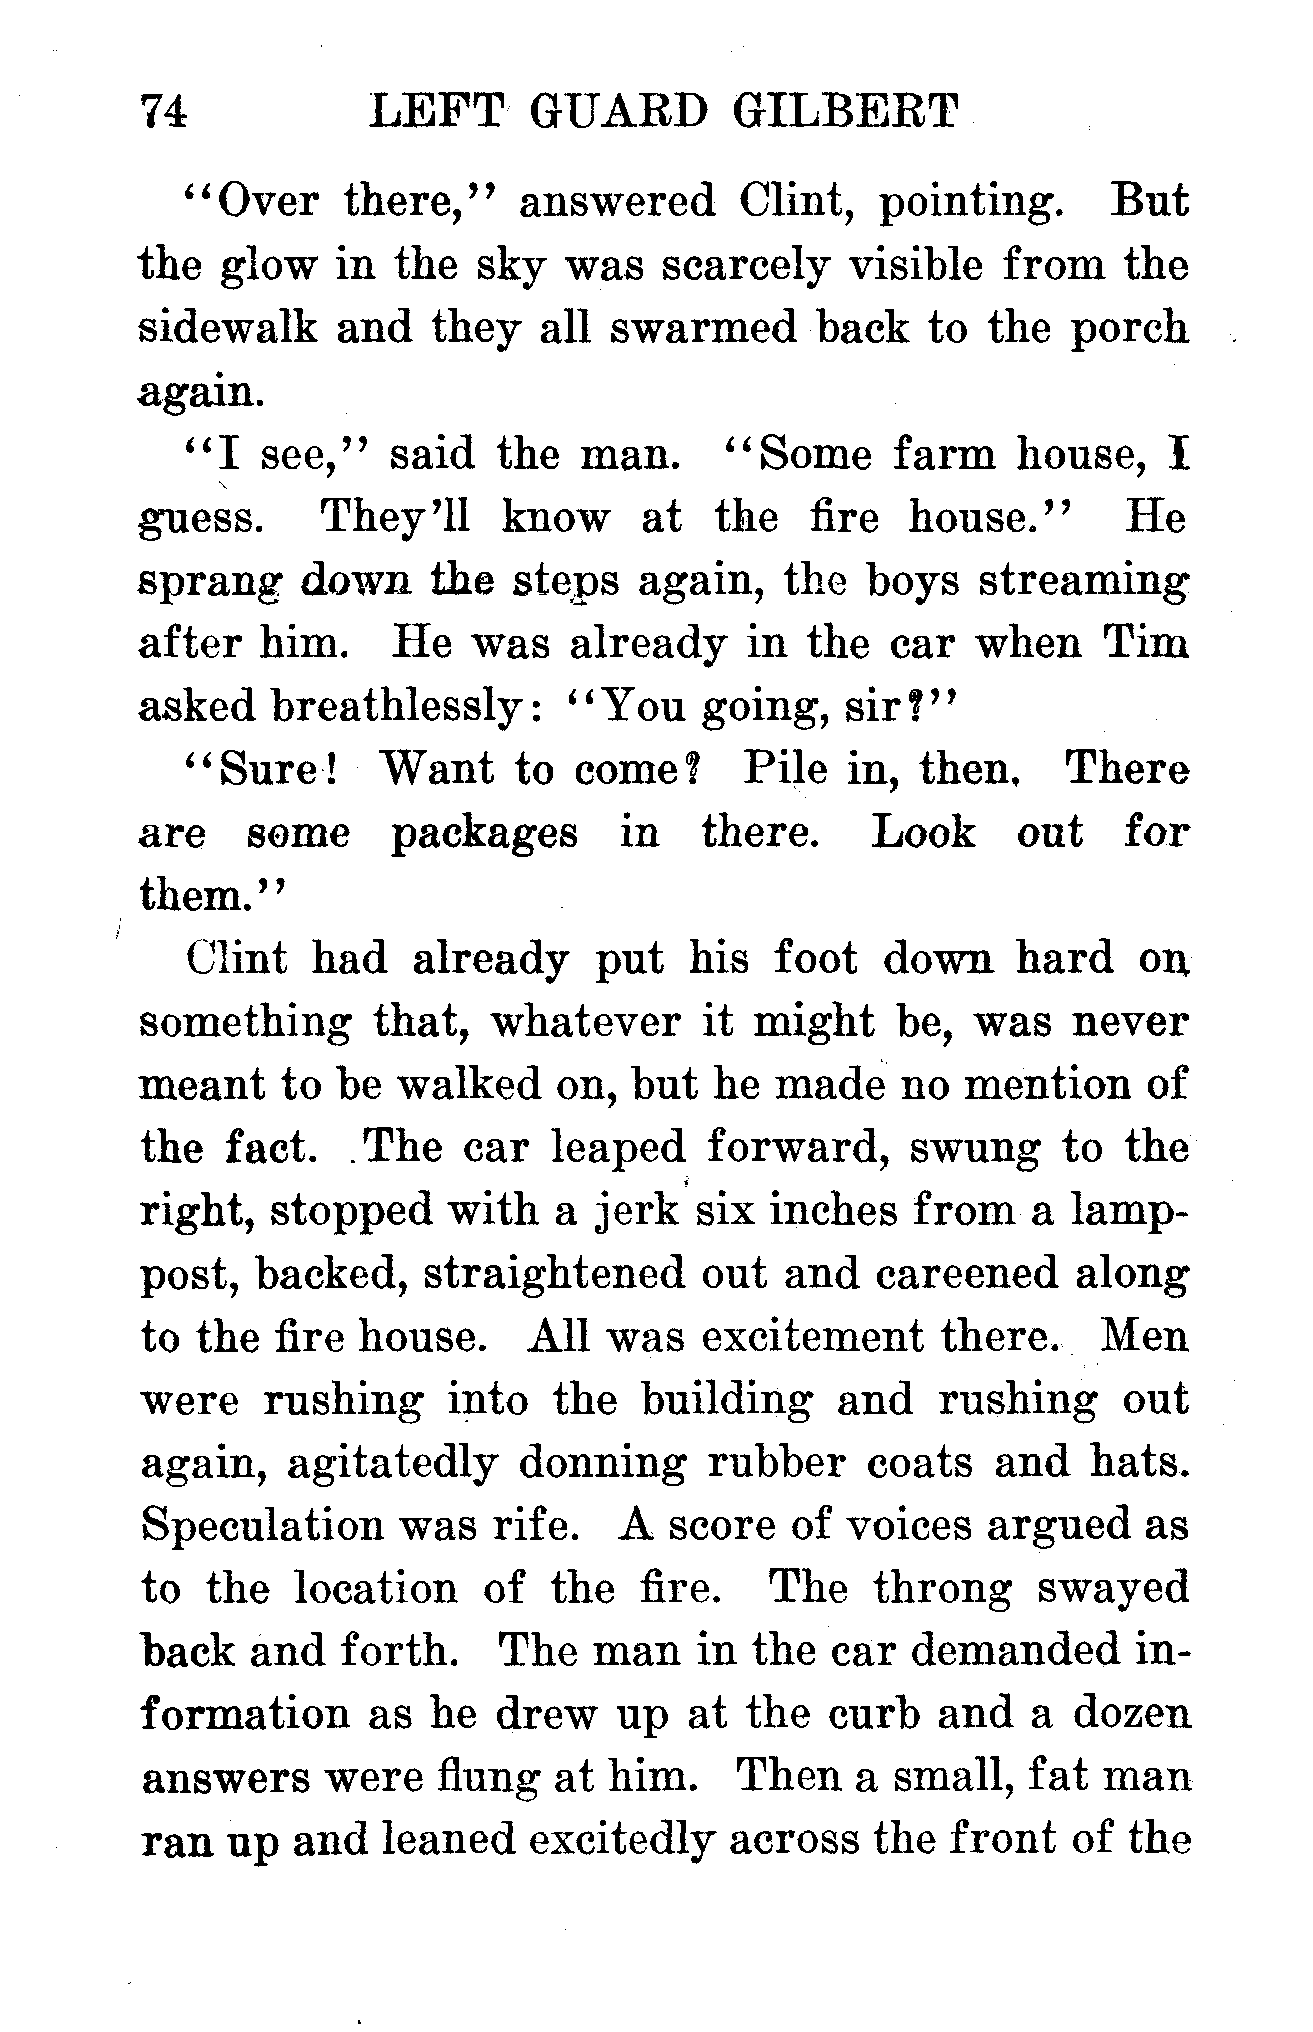 74 LEFT GUARD GILBERT
"Over there," answered Clint, pointing. But
the glow in the sky was scarcely visible from the
sidewalk and they all swarmed back to the porch
again.
"I see," said the man. "Some farm house, I
guess. They'll know at the fire house." He
sprang down the steps again, the boys streaming
after him. He was already in the car when Tim
asked breathlessly: "You going, sir?"
"Sure! Want to come? Pile in, then. There
are some packages in there. Look out for
them."
Clint had already put his foot down hard on
something that, whatever it might be, was never
meant to be walked on, but he made no mention of
the fact. The car leaped forward, swung to the
right, stopped with a jerk six inches from a lamp-
post, backed, straightened out and careened along
to the fire house. All was excitement there. Men
were rushing into the building and rushing out
again, agitatedly donning rubber coats and hats.
Speculation was rife. A score of voices argued as
to the location of the fire. The throng swayed
back and forth. The man in the car demanded in-
formation as he drew up at the curb and a dozen
answers were flung at him. Then a small, fat man
ran up and leaned excitedly across the front of the